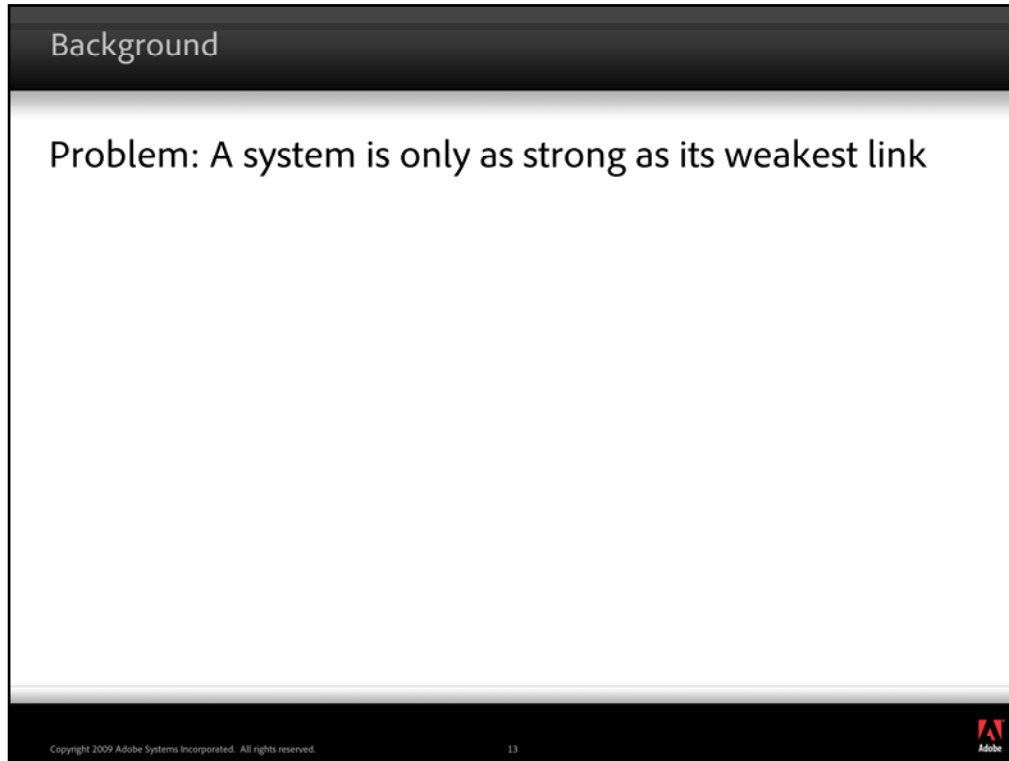 Background
Problem: A system is only as strong as its weakest link
Copyright 2009 Adobe Systems Incorporated. All rights reserved.
13
Adobe